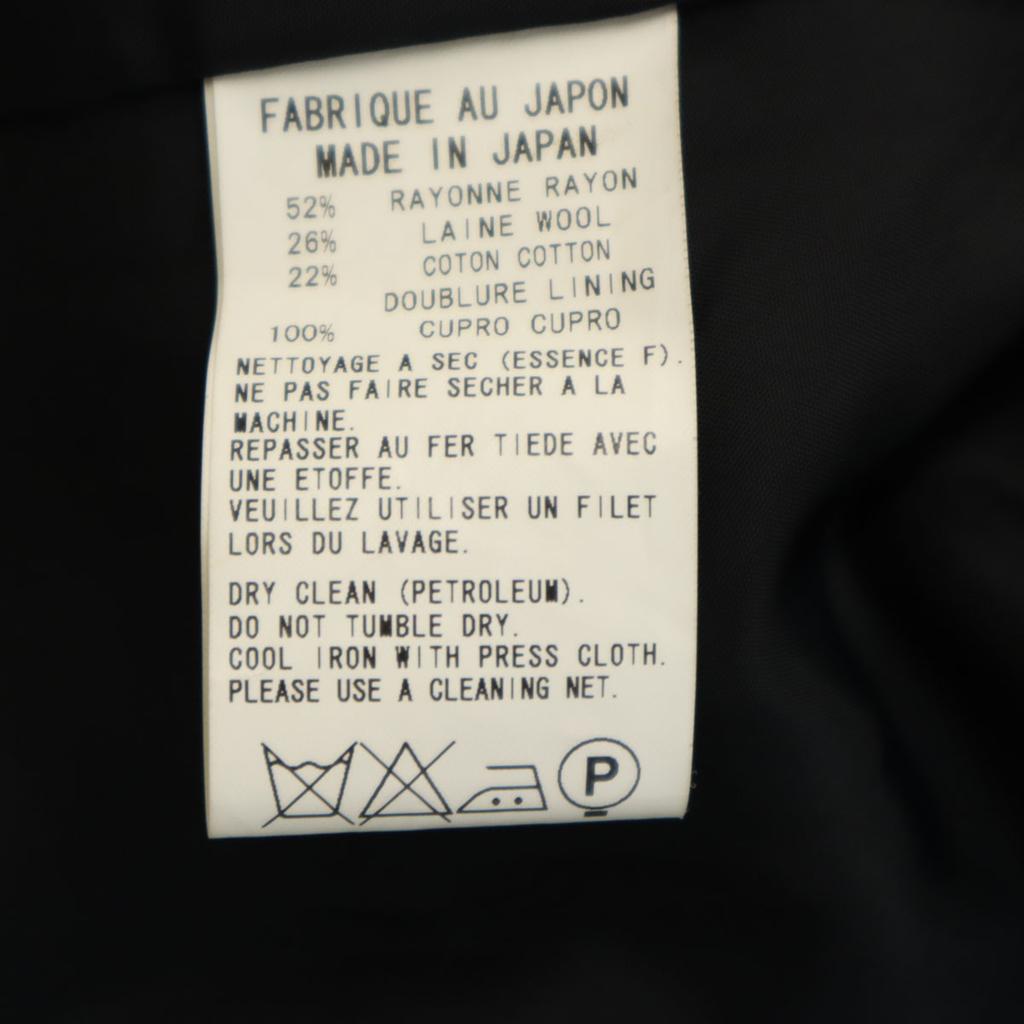 FABRIQUE AU JAPON
MADE IN JAPAN
52% RAYONNE RAYON
26% LAINE WOOL
22% COTON COTTON
DOUBLURE LINING
100% CUPRO CUPRO
NETTOYAGE A SEC (ESSENCE F).
NE PAS FAIRE SECHER A LA
MACHINE.
REPASSER AU FER TIEDE AVEC
UNE ETOFFE.
VEUILLEZ UTILISER UN FILET
LORS DU LAVAGE.
DRY CLEAN (PETROLEUM).
DO NOT TUMBLE DRY.
COOL IRON WITH PRESS CLOTH.
PLEASE USE A CLEANING NET.
P